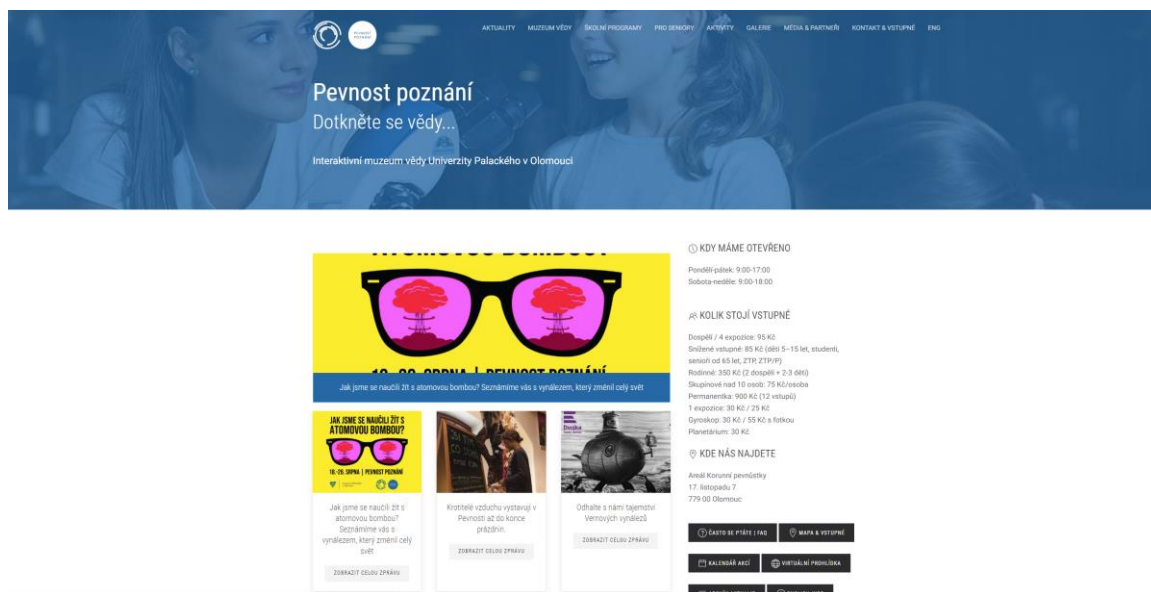 AKTUALITY MUZEUM VĚDY ŠKOLNÍ PROGRAMY PRO SENIORY AKTIVITY GALERIE MÉDIA & PARTNEŘI KONTAKT & VSTUPNÉ ENG
PEVNOST
POZNÁNÍ
Pevnost poznání
Dotkněte se vědy...
Interaktivní muzeum vědy Univerzity Palackého v Olomouci
Jak jsme se naučili žít s atomovou bombou? Seznámíme vás s vynálezem, který změnil celý svět
JAK JSME SE NAUČILI ŽÍT S
ATOMOVOU BOMBOU?
18.-26. SRPNA | PEVNOST POZNÁNÍ
Jak jsme se naučili žít s
atomovou bombou?
Seznámíme vás s
vynálezem, který změnil celý
svět
ZOBRAZIT CELOU ZPRÁVU
Krotitelé vzduchu vystavují v
Pevnosti až do konce
prázdnin.
ZOBRAZIT CELOU ZPRÁVU
Dvojka
Odhalte s námi tajemství
Vernových vynálezů
ZOBRAZIT CELOU ZPRÁVU
KDY MÁME OTEVŘENO
Pondělí-pátek: 9:00-17:00
Sobota-neděle: 9:00-18:00
KOLIK STOJÍ VSTUPNÉ
Dospělí / 4 expozice: 95 Kč
Snížené vstupné: 85 Kč (děti 5–15 let, studenti,
senioři od 65 let, ZTP, ZTP/P)
Rodinné: 350 Kč (2 dospělí + 2-3 děti)
Skupinové nad 10 osob: 75 Kč/osoba
Permanentka: 900 Kč (12 vstupů)
1 expozice: 30 Kč / 25 Kč
Gyroskop: 30 Kč / 55 Kč s fotkou
Planetárium: 30 Kč
KDE NÁS NAJDETE
Areál Korunní pevnůstky
17. listopadu 7
779 00 Olomouc
ČASTO SE PTÁTE | FAQ
MAPA & VSTUPNÉ
KALENDÁŘ AKCÍ
VIRTUÁLNÍ PROHLÍDKA